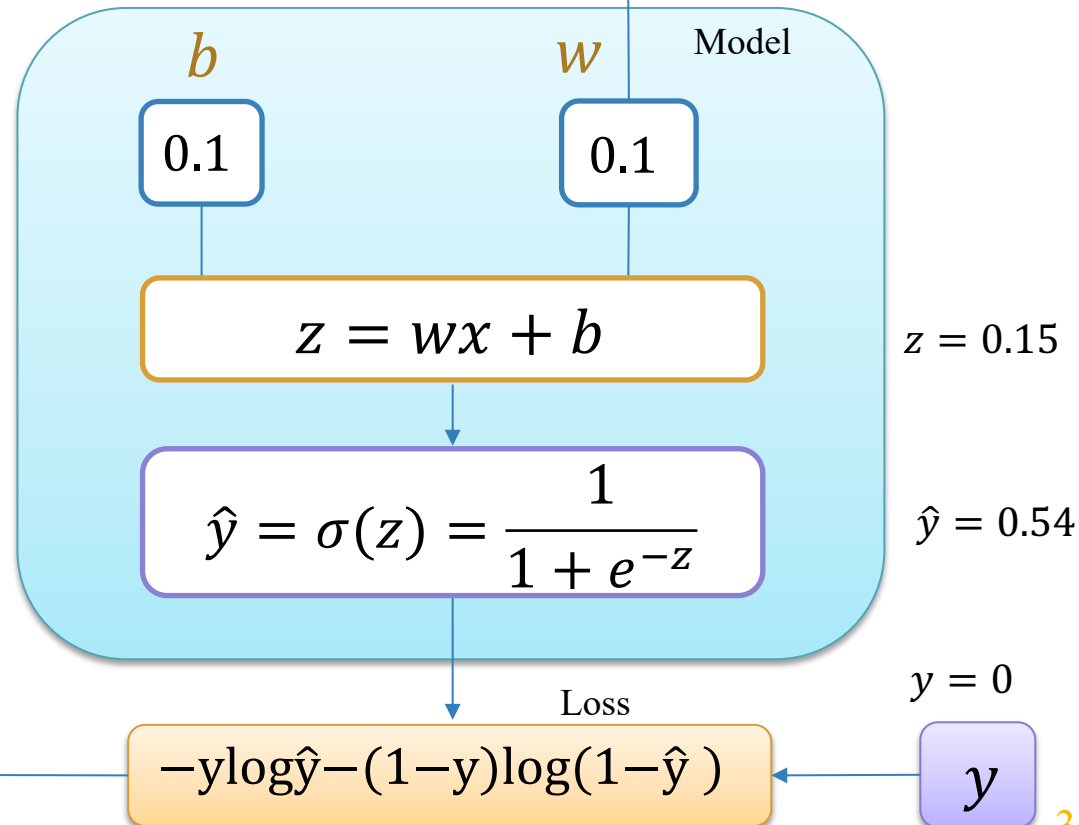 Model
b
w
0.1
0.1
z = wx + b
z = 0.15
ŷ = σ(z) = 1 / (1 + e^{−z})
ŷ = 0.54
y = 0
Loss
−ylogŷ−(1−y)log(1−ŷ )
y